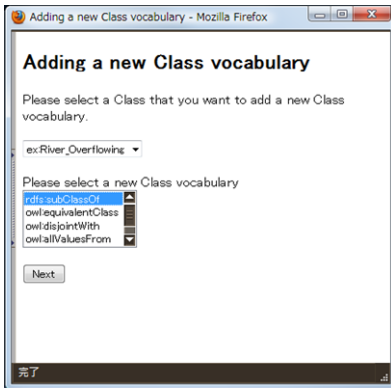 Adding a new Class vocabulary - Mozilla Firefox
Adding a new Class vocabulary
Please select a Class that you want to add a new Class
vocabulary.
ex:River_Overflowing
Please select a new Class vocabulary
rdfs:subClassOf
owl:equivalentClass
owl:disjointWith
owl:allValuesFrom
Next
完了